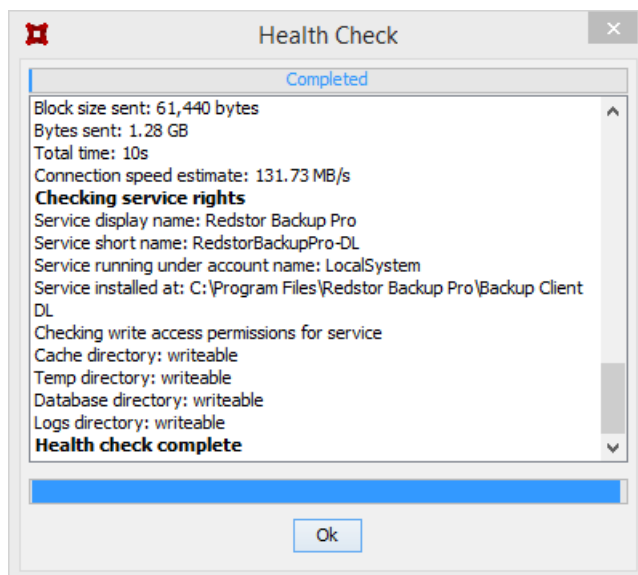 Health Check
Completed
Block size sent: 61,440 bytes
Bytes sent: 1.28 GB
Total time: 10s
Connection speed estimate: 131.73 MB/s
Checking service rights
Service display name: Redstor Backup Pro
Service short name: RedstorBackupPro-DL
Service running under account name: LocalSystem
Service installed at: C:\Program Files\Redstor Backup Pro\Backup Client
DL
Checking write access permissions for service
Cache directory: writeable
Temp directory: writeable
Database directory: writeable
Logs directory: writeable
Health check complete
Ok